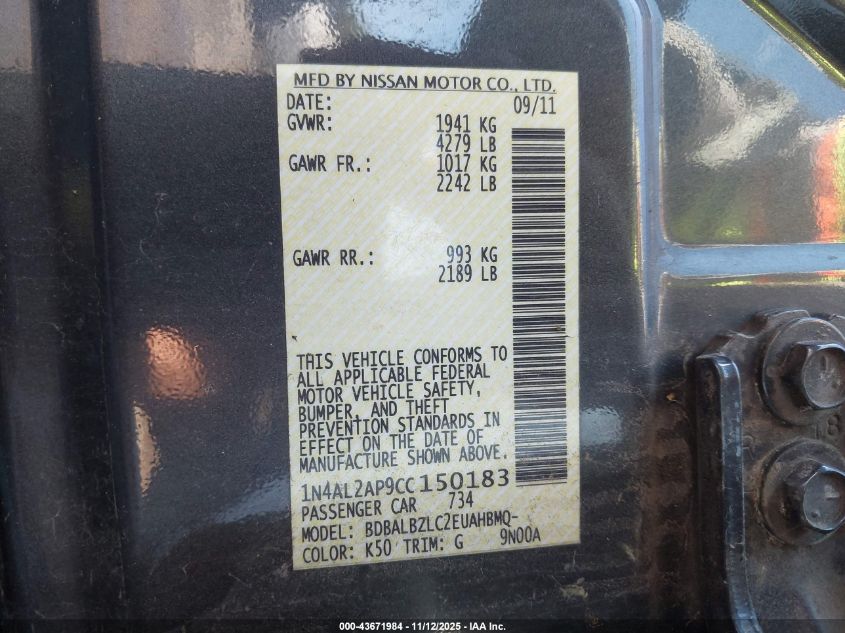 MFD BY NISSAN MOTOR CO., LTD.
DATE: 09/11
GVWR: 1941 KG
4279 LB
GAWR FR.: 1017 KG
2242 LB
GAWR RR.: 993 KG
2189 LB
THIS VEHICLE CONFORMS TO
ALL APPLICABLE FEDERAL
MOTOR VEHICLE SAFETY,
BUMPER, AND THEFT
PREVENTION STANDARDS IN
EFFECT ON THE DATE OF
MANUFACTURE SHOWN ABOVE.
1N4AL2AP9CC150183
PASSENGER CAR 734
MODEL: BDBALBZLC2EUAHBMQ-
COLOR: K50 TRIM: G 9N00A
000-43671984 - 11/12/2025 - IAA Inc.